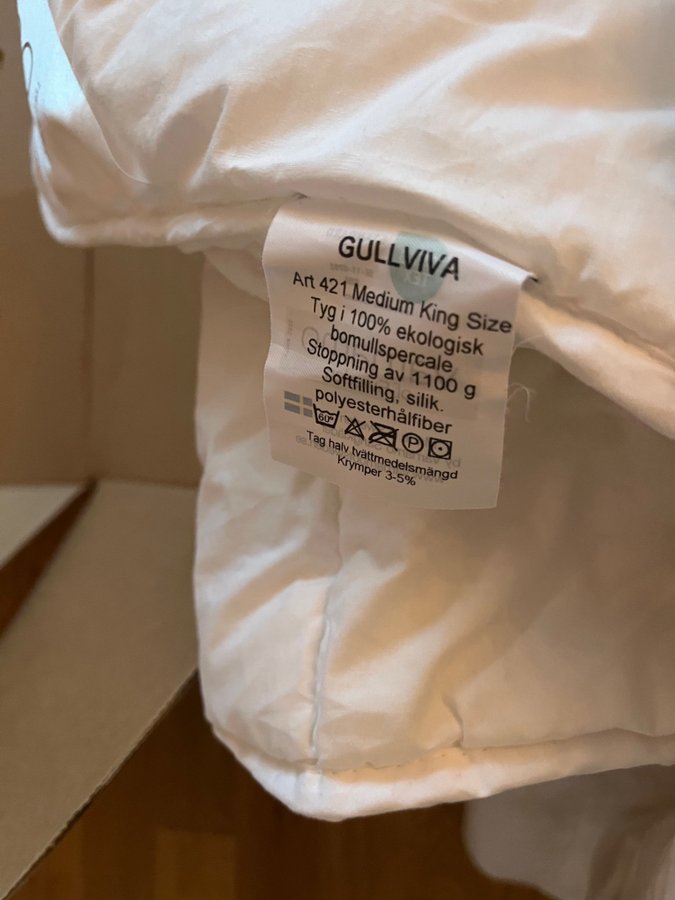 GULLVIVA
Art 421 Medium King Size
Tyg i 100% ekologisk
bomullspercale
Stoppning av 1100 g
Softfilling, silik.
polyesterhålfiber
60°
P
Tag halv tvättmedelsmängd
Krymper 3-5%